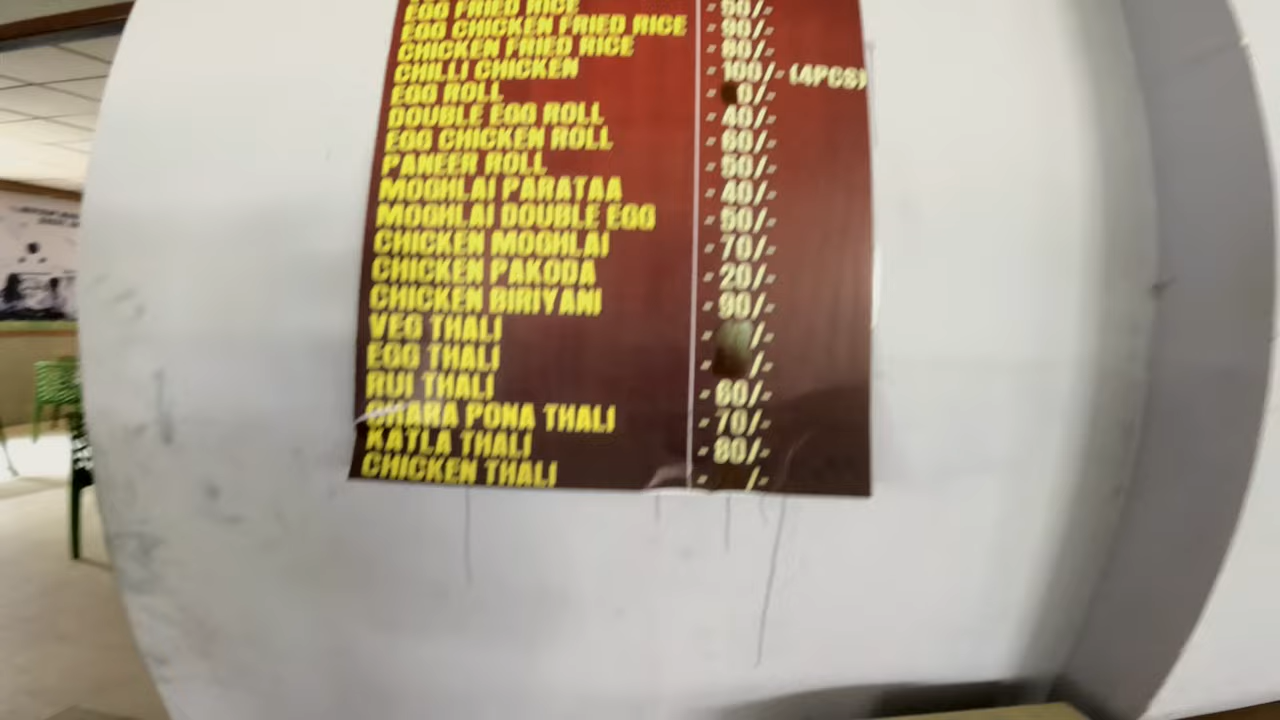 EGG FRIED RICE - 60/-
EGG CHICKEN FRIED RICE - 90/-
CHICKEN FRIED RICE - 80/-
CHILLI CHICKEN - 100/- (4PCS)
EGG ROLL - 0/-
DOUBLE EGG ROLL - 40/-
EGG CHICKEN ROLL - 60/-
PANEER ROLL - 50/-
MOGHLAI PARATAA - 40/-
MOGHLAI DOUBLE EGG - 50/-
CHICKEN MOGHLAI - 70/-
CHICKEN PAKODA - 20/-
CHICKEN BIRIYANI - 90/-
VEG THALI - /-
EGG THALI - /-
RUI THALI - 60/-
CHARA PONA THALI - 70/-
KATLA THALI - 80/-
CHICKEN THALI - /-